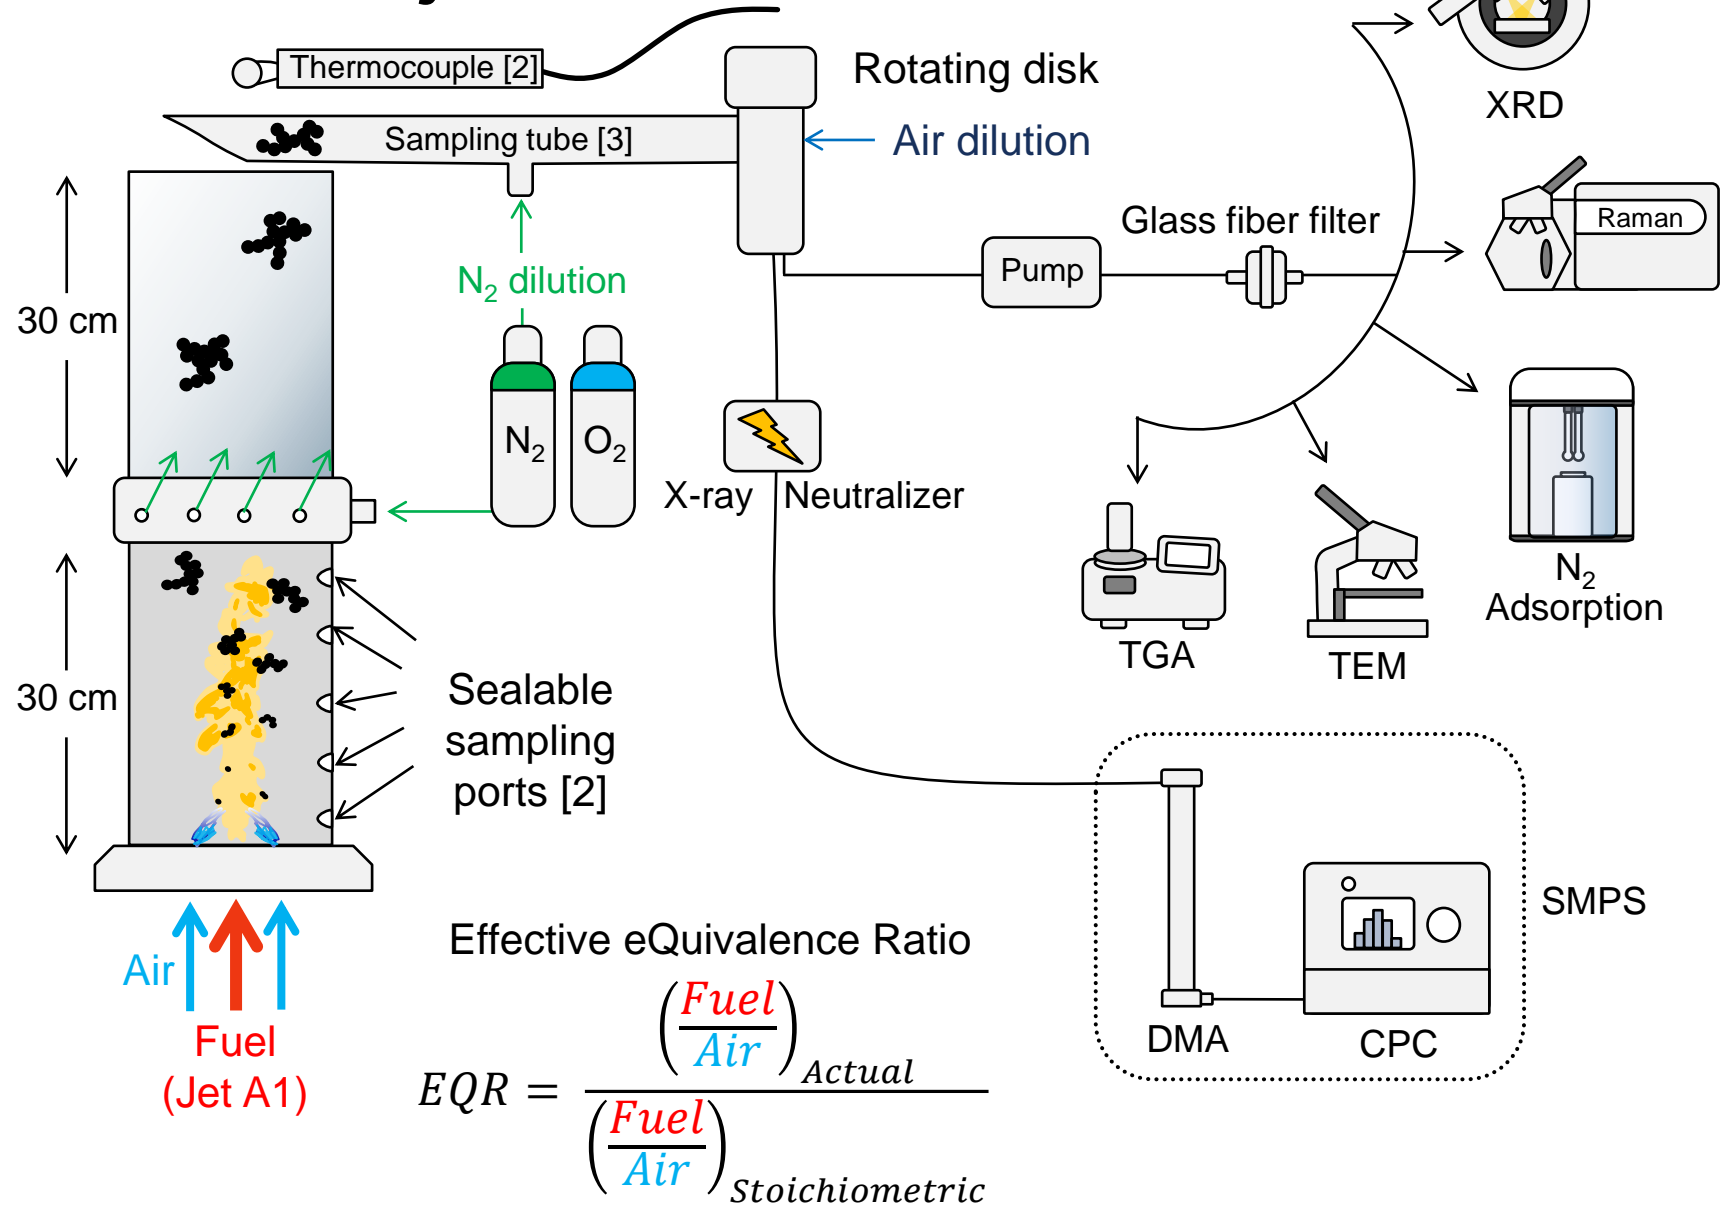 Thermocouple [2]
Rotating disk
XRD
Sampling tube [3]
Air dilution
Raman
Glass fiber filter
Pump
N2 dilution
30 cm
N2
O2
X-ray Neutralizer
N2
Adsorption
TGA
TEM
30 cm
Sealable
sampling
ports [2]
SMPS
Air
Effective eQuivalence Ratio
Fuel
(Jet A1)
DMA
CPC
EQR = (Fuel/Air)Actual
(Fuel/Air)Stoichiometric